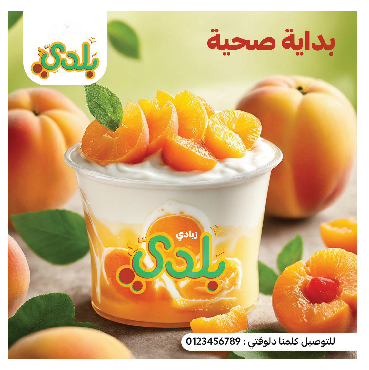 بلدي
بداية صحية
زبادي
بلدي
للتوصيل كلمنا دلوقتي : 0123456789